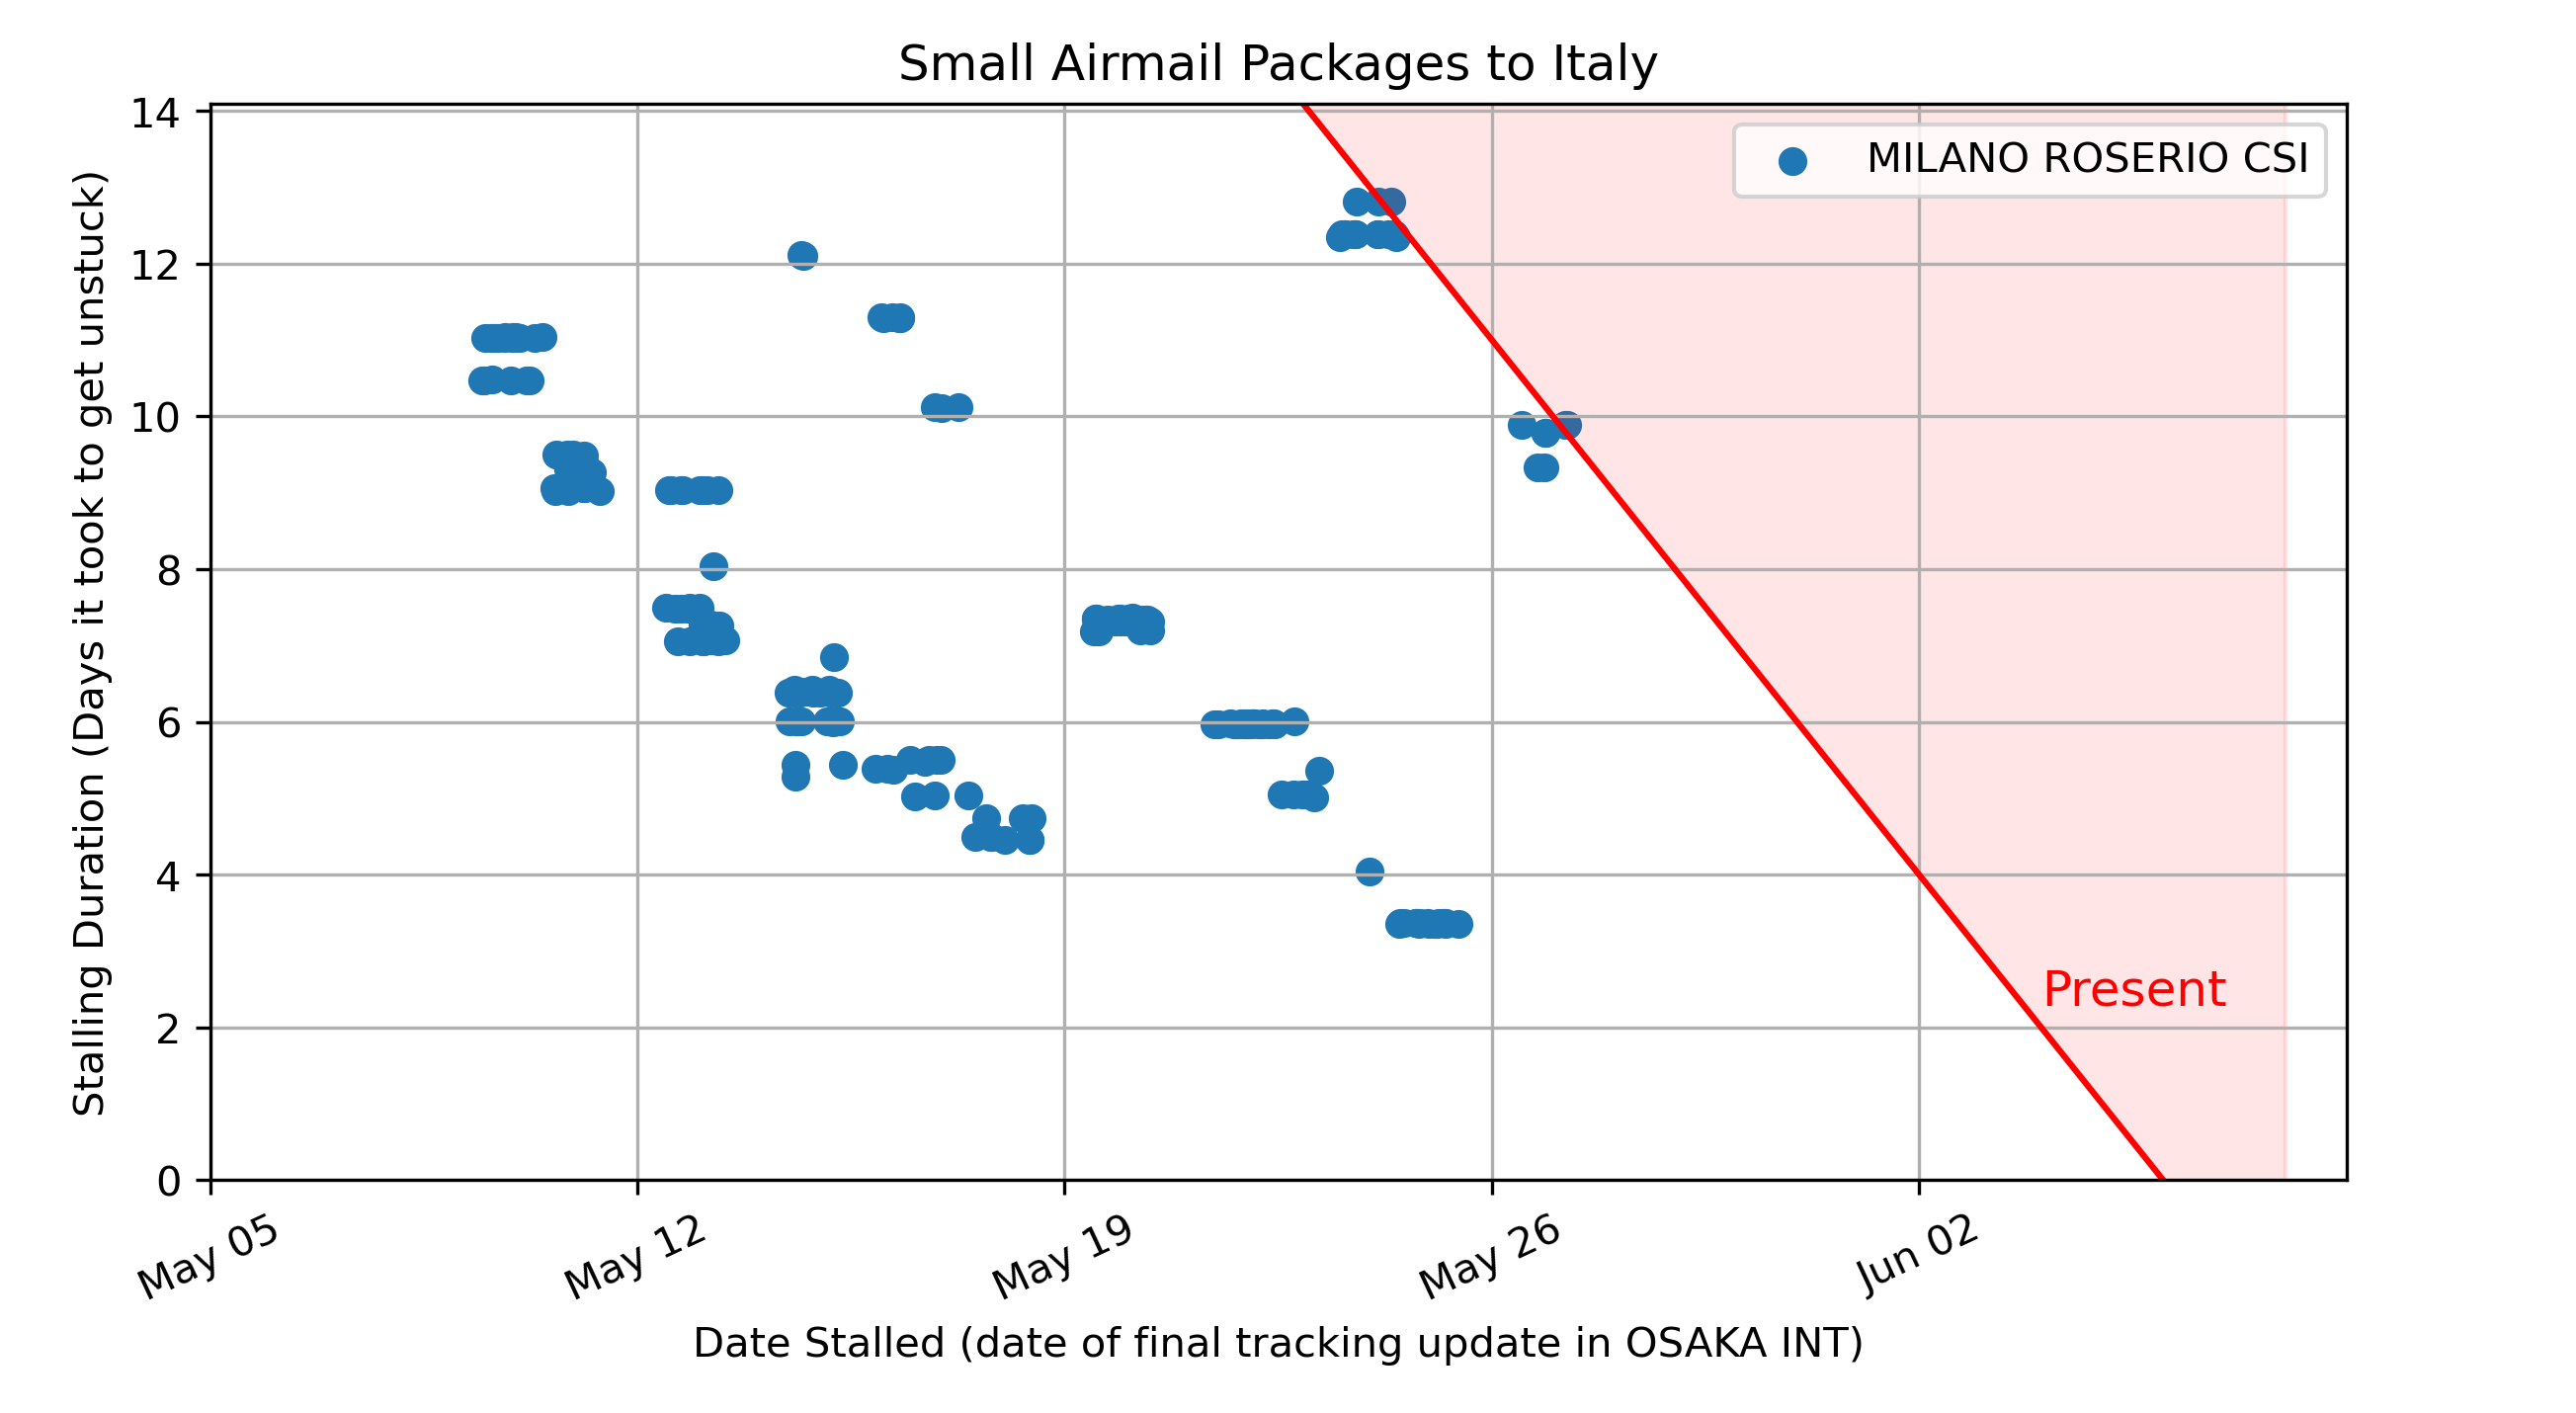 Small Airmail Packages to Italy
14
12
10
8
6
4
2
0
Stalling Duration (Days it took to get unstuck)
MILANO ROSERIO CSI
Present
May 05
May 12
May 19
May 26
Jun 02
Date Stalled (date of final tracking update in OSAKA INT)